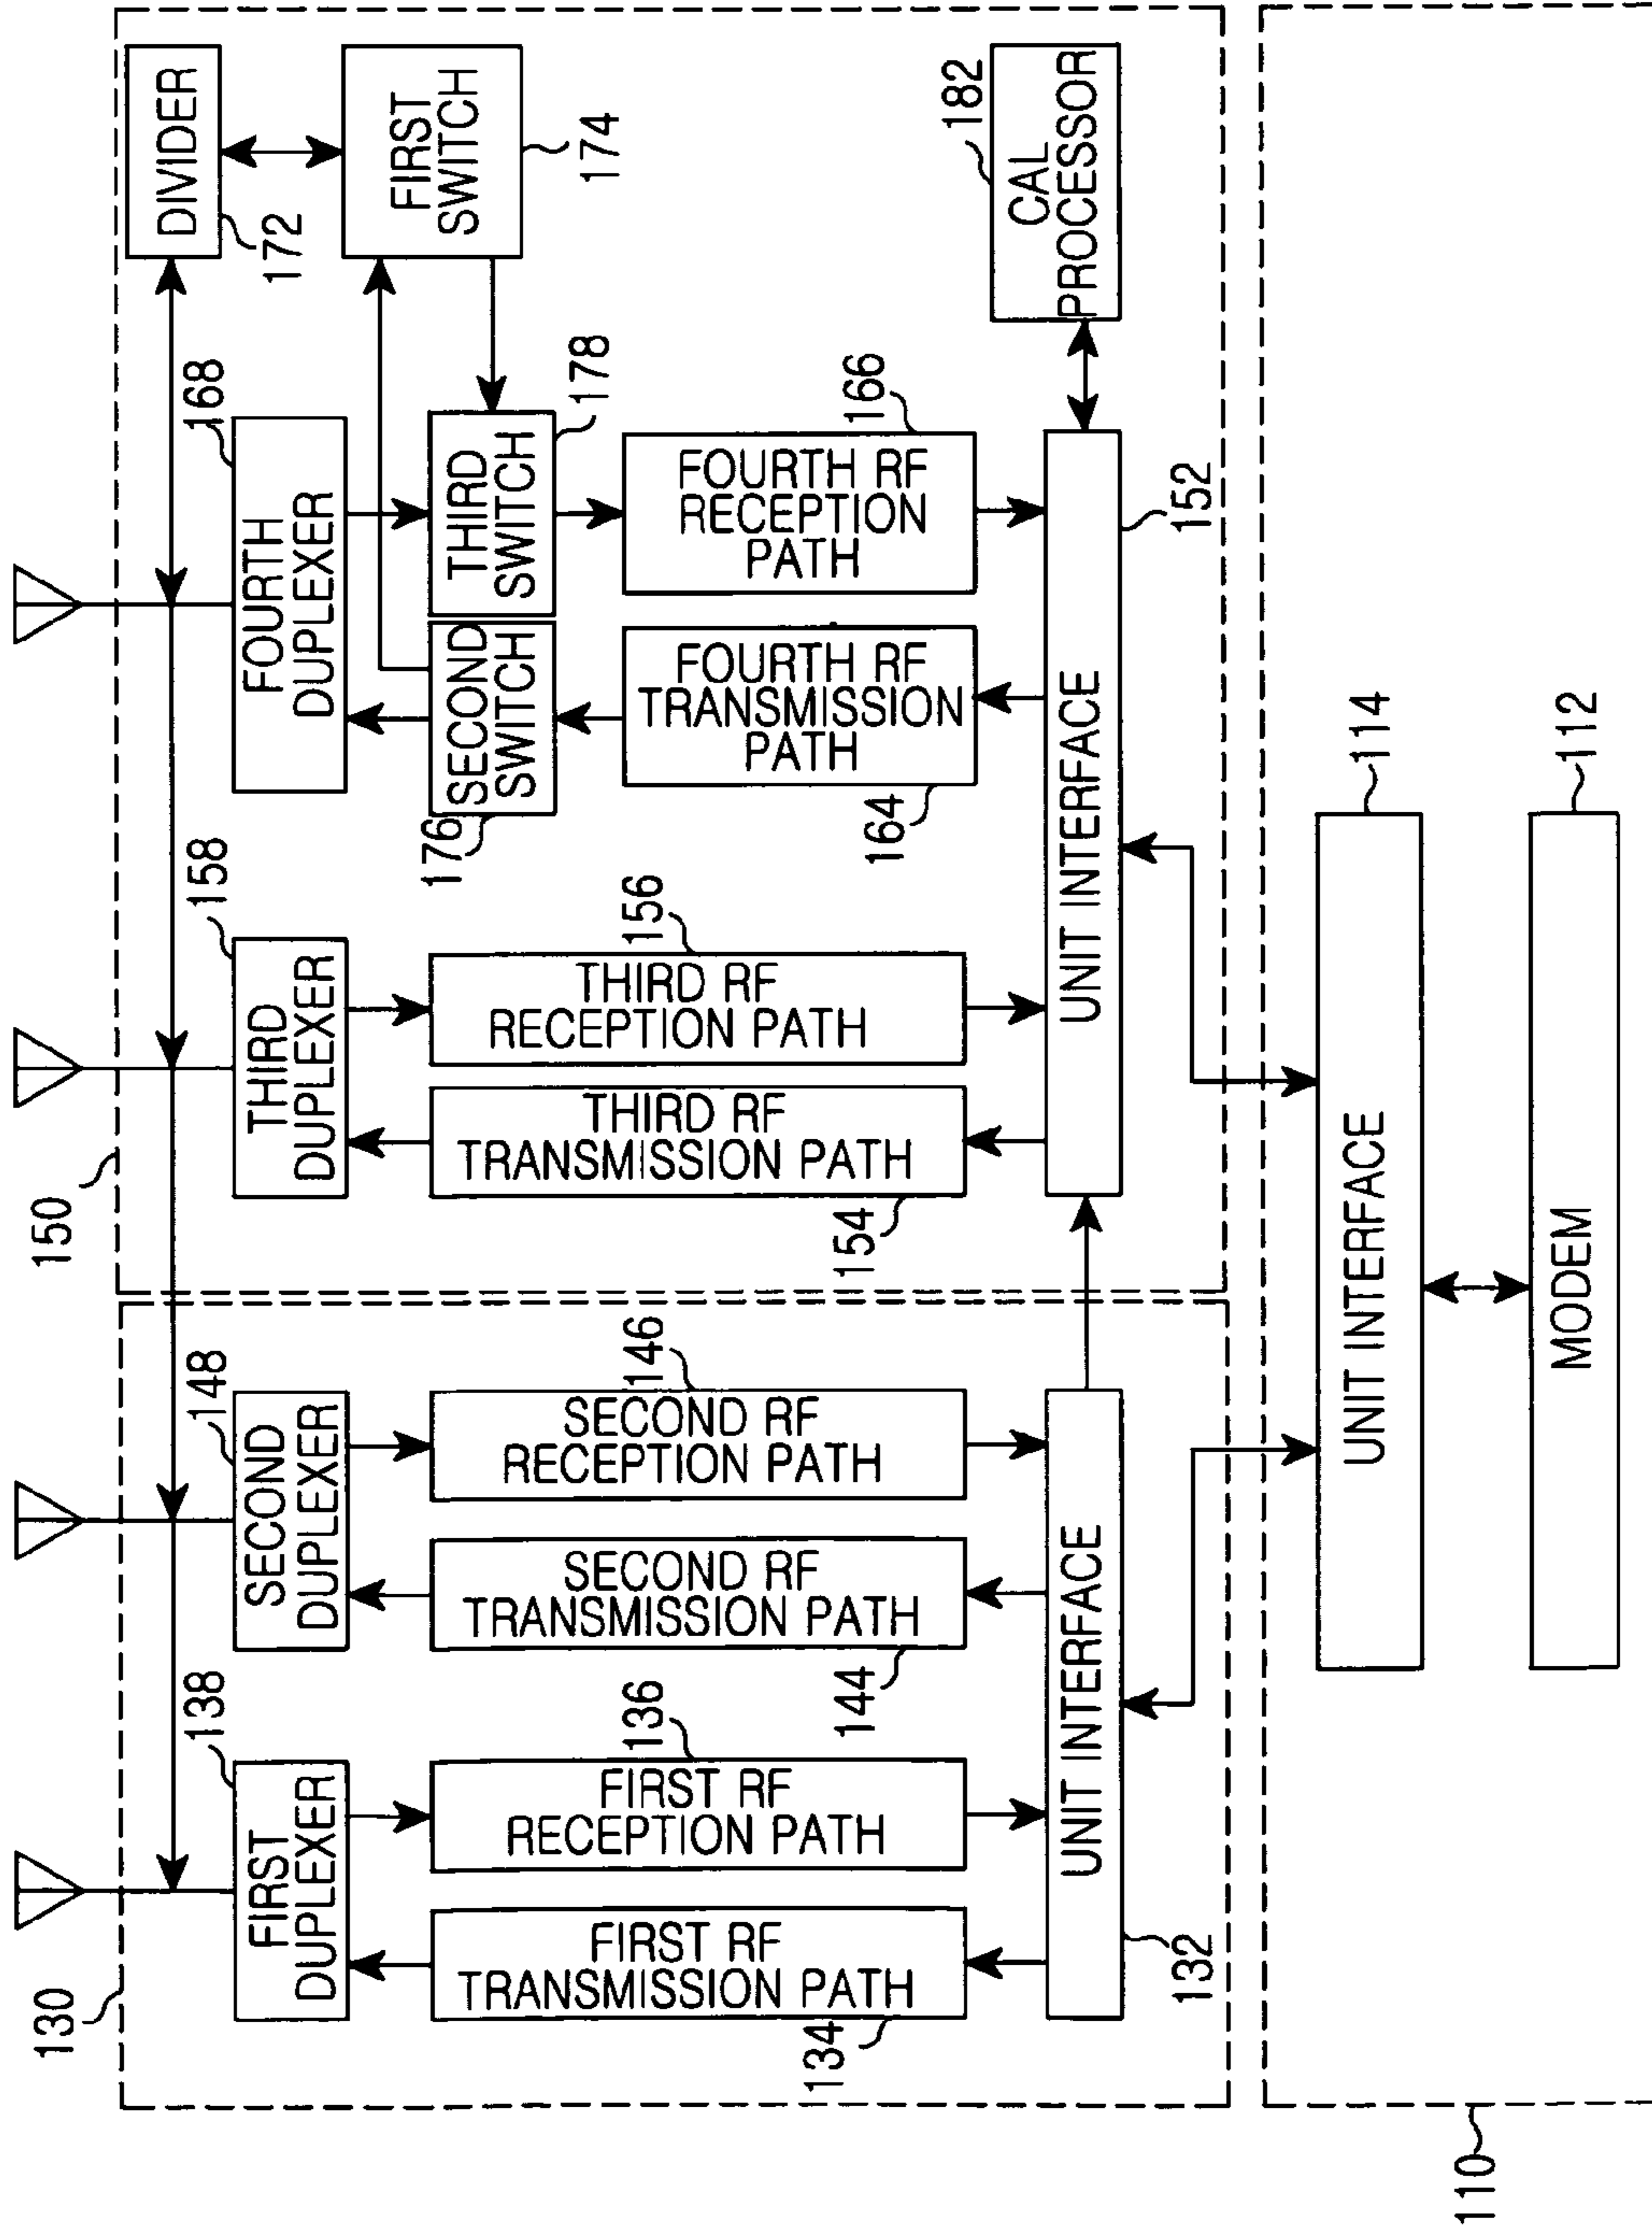 150
130
DIVIDER
172
FIRST
SWITCH
174
138
FIRST
DUPLEXER
148
SECOND
DUPLEXER
158
THIRD
DUPLEXER
168
FOURTH
DUPLEXER
134
FIRST RF
TRANSMISSION PATH
136
FIRST RF
RECEPTION PATH
144
SECOND RF
TRANSMISSION PATH
146
SECOND RF
RECEPTION PATH
154
THIRD RF
TRANSMISSION PATH
156
THIRD RF
RECEPTION PATH
176
SECOND
SWITCH
THIRD
SWITCH
178
164
FOURTH RF
TRANSMISSION
PATH
166
FOURTH RF
RECEPTION
PATH
182
CAL
PROCESSOR
UNIT INTERFACE
132
UNIT INTERFACE
152
UNIT INTERFACE
114
MODEM
112
110